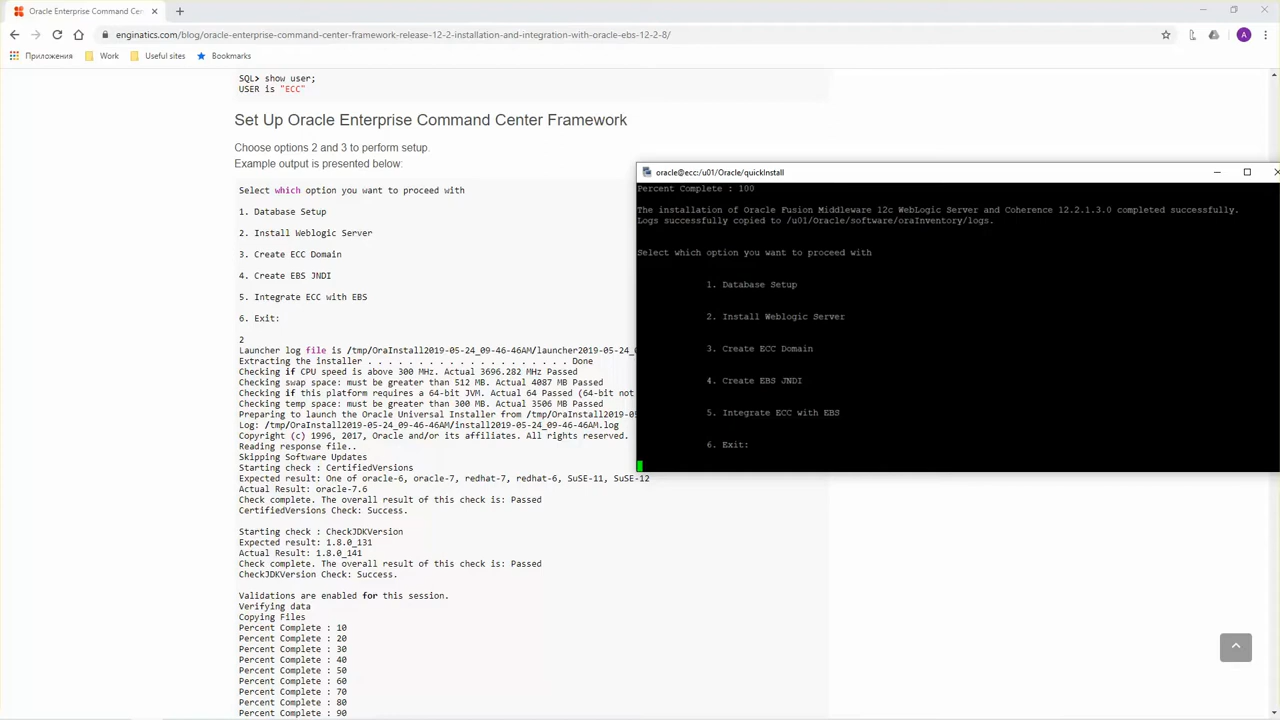 Oracle Enterprise Command Cen
enginatics.com/blog/oracle-enterprise-command-center-framework-release-12-2-installation-and-integration-with-oracle-ebs-12-2-8/
A
Приложения
Work
Useful sites
Bookmarks
SQL> show user;
USER is "ECC"
Set Up Oracle Enterprise Command Center Framework
Choose options 2 and 3 to perform setup.
Example output is presented below:
Select which option you want to proceed with
1. Database Setup
2. Install Weblogic Server
3. Create ECC Domain
4. Create EBS JNDI
5. Integrate ECC with EBS
6. Exit:
2
Launcher log file is /tmp/OraInstall2019-05-24_09-46-46AM/launcher2019-05-24_
Extracting the installer . . . . . . . . . . . . . . . . . . . . . . Done
Checking if CPU speed is above 300 MHz. Actual 3696.282 MHz Passed
Checking swap space: must be greater than 512 MB. Actual 4087 MB Passed
Checking if this platform requires a 64-bit JVM. Actual 64 Passed (64-bit not
Checking temp space: must be greater than 300 MB. Actual 3506 MB Passed
Preparing to launch the Oracle Universal Installer from /tmp/OraInstall2019-05
Log: /tmp/OraInstall2019-05-24_09-46-46AM/install2019-05-24_09-46-46AM.log
Copyright (c) 1996, 2017, Oracle and/or its affiliates. All rights reserved.
Reading response file..
Skipping Software Updates
Starting check : CertifiedVersions
Expected result: One of oracle-6, oracle-7, redhat-7, redhat-6, SuSE-11, SuSE-12
Actual Result: oracle-7.6
Check complete. The overall result of this check is: Passed
CertifiedVersions Check: Success.
Starting check : CheckJDKVersion
Expected result: 1.8.0_131
Actual Result: 1.8.0_141
Check complete. The overall result of this check is: Passed
CheckJDKVersion Check: Success.
Validations are enabled for this session.
Verifying data
Copying Files
Percent Complete : 10
Percent Complete : 20
Percent Complete : 30
Percent Complete : 40
Percent Complete : 50
Percent Complete : 60
Percent Complete : 70
Percent Complete : 80
Percent Complete : 90
oracle@ecc:/u01/Oracle/quickInstall
Percent Complete : 100
The installation of Oracle Fusion Middleware 12c WebLogic Server and Coherence 12.2.1.3.0 completed successfully.
Logs successfully copied to /u01/Oracle/software/oraInventory/logs.
Select which option you want to proceed with
1. Database Setup
2. Install Weblogic Server
3. Create ECC Domain
4. Create EBS JNDI
5. Integrate ECC with EBS
6. Exit: